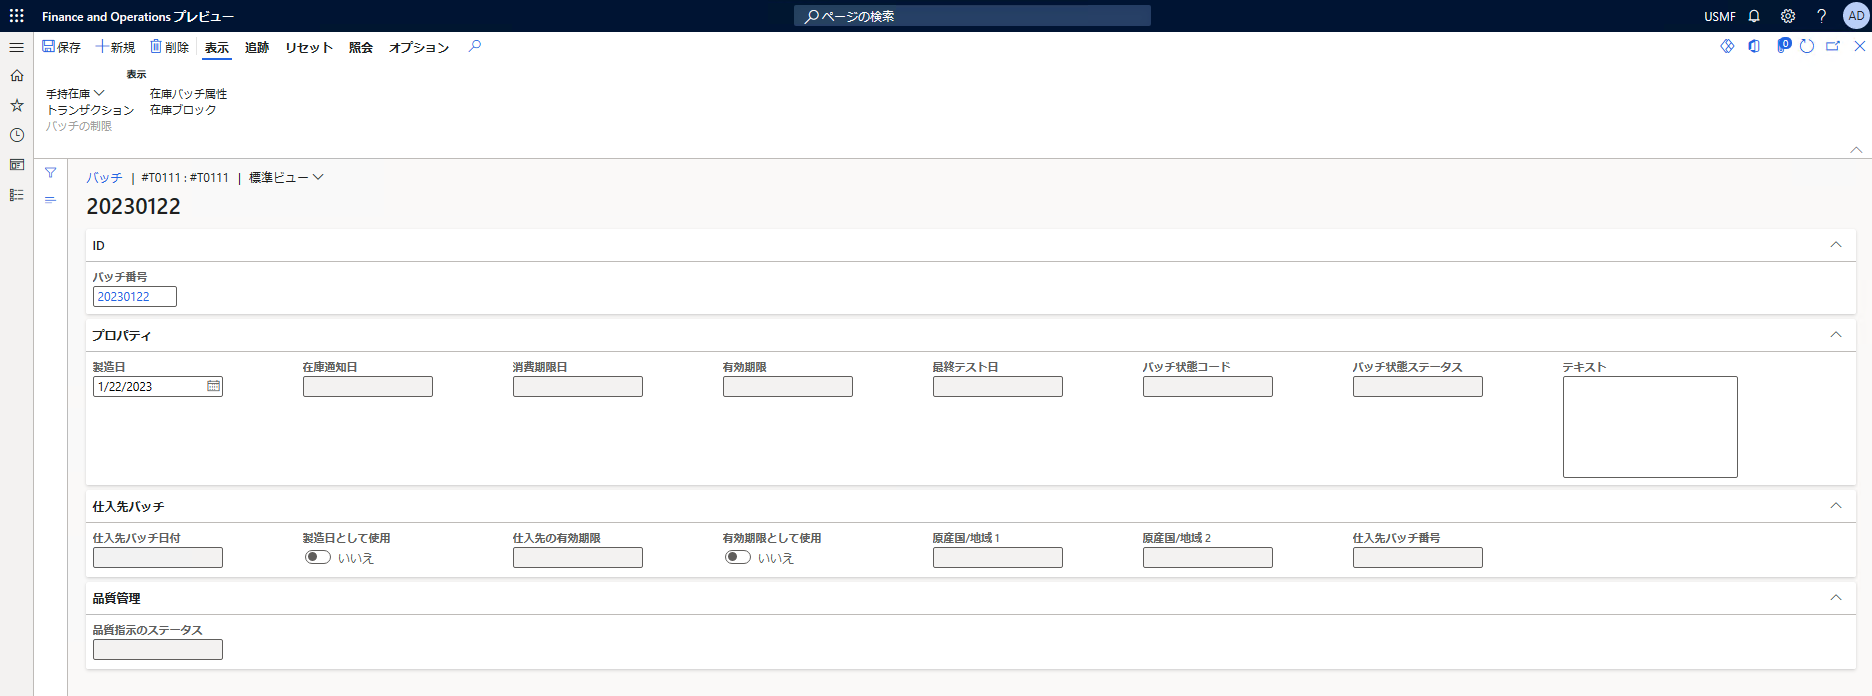 Finance and Operations プレビュー
ページの検索
USMF
?
AD
保存 新規 削除 表示 追跡 リセット 照会 オプション
0
表示
手持在庫 在庫バッチ属性
トランザクション 在庫ブロック
バッチの制限
バッチ | #T0111 : #T0111 | 標準ビュー
20230122
ID
バッチ番号
20230122
プロパティ
製造日 在庫通知日 消費期限日 有効期限 最終テスト日 バッチ状態コード バッチ状態ステータス テキスト
1/22/2023
仕入先バッチ
仕入先バッチ日付 製造日として使用 仕入先の有効期限 有効期限として使用 原産国/地域 1 原産国/地域 2 仕入先バッチ番号
いいえ いいえ
品質管理
品質指示のステータス